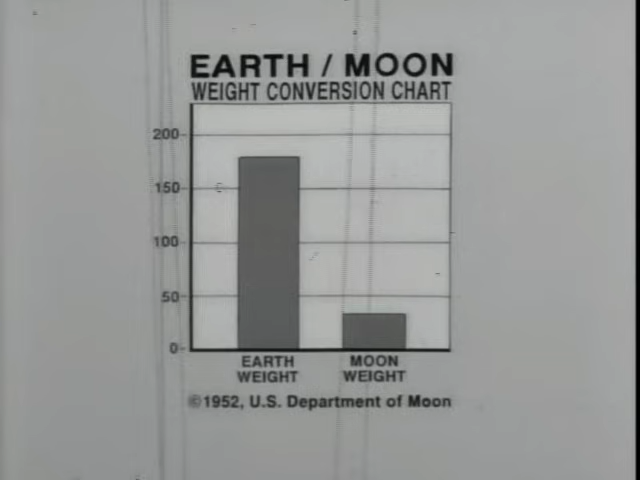 EARTH / MOON
WEIGHT CONVERSION CHART
200
150
100
50
0
EARTH WEIGHT
MOON WEIGHT
©1952, U.S. Department of Moon